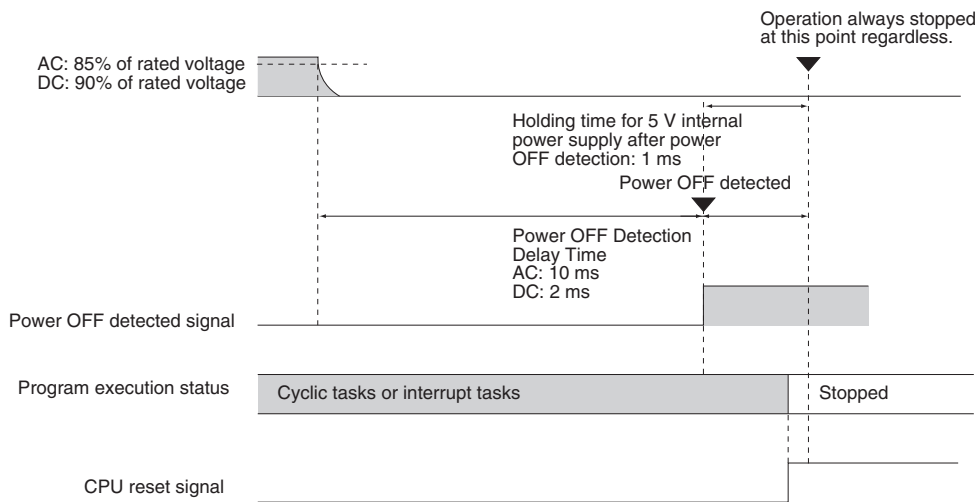 Operation always stopped
at this point regardless.
AC: 85% of rated voltage
DC: 90% of rated voltage
Holding time for 5 V internal
power supply after power
OFF detection: 1 ms
Power OFF detected
Power OFF Detection
Delay Time
AC: 10 ms
DC: 2 ms
Power OFF detected signal
Program execution status
Cyclic tasks or interrupt tasks
Stopped
CPU reset signal